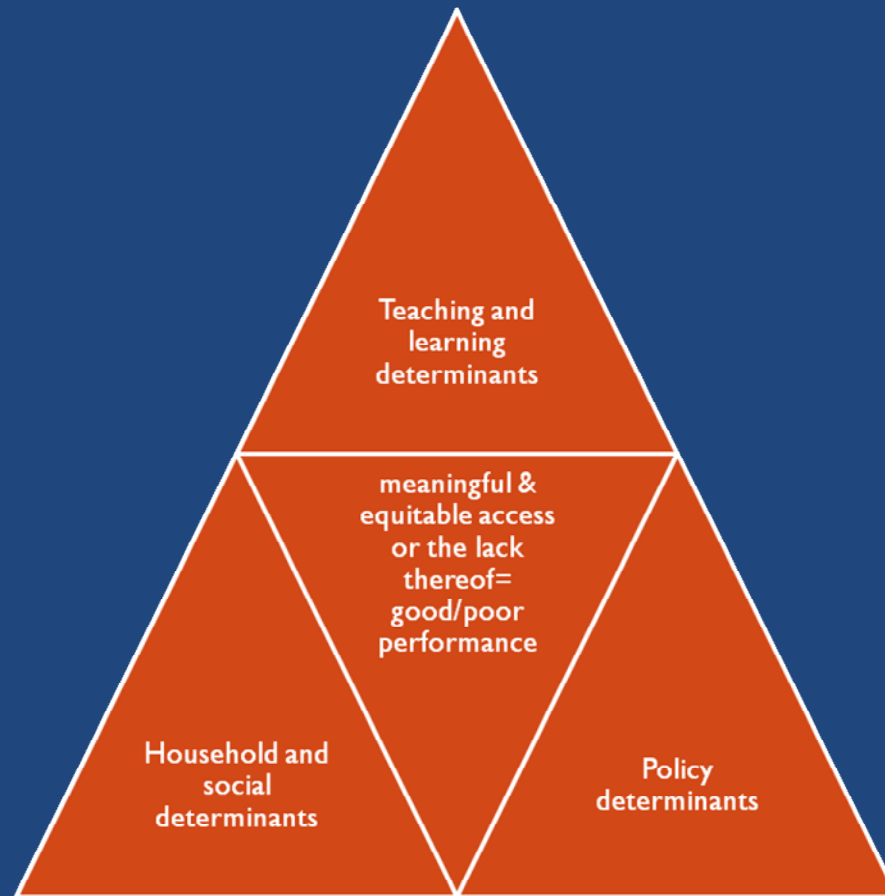 Teaching and
learning
determinants
meaningful &
equitable access
or the lack
thereof=
good/poor
performance
Household and
social
determinants
Policy
determinants